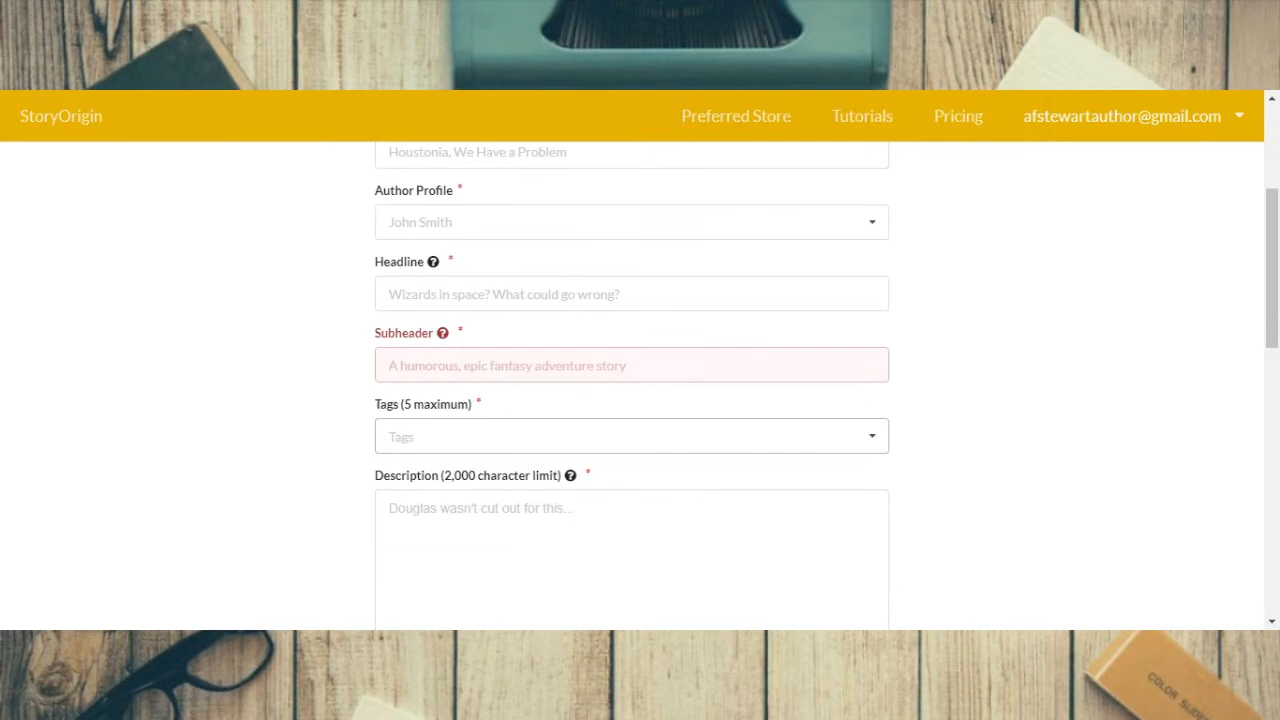 StoryOrigin Preferred Store Tutorials Pricing afstewartauthor@gmail.com
Houstonia, We Have a Problem
Author Profile *
John Smith
Headline *
Wizards in space? What could go wrong?
Subheader *
A humorous, epic fantasy adventure story
Tags (5 maximum) *
Tags
Description (2,000 character limit) *
Douglas wasn't cut out for this...
COLOR